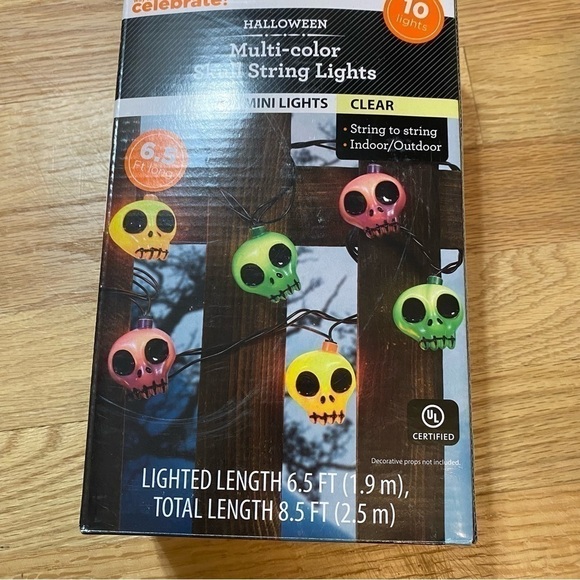 celebrate!
10
lights
HALLOWEEN
Multi-color
Skull String Lights
MINI LIGHTS CLEAR
• String to string
• Indoor/Outdoor
6.5
Ft long
UL
CERTIFIED
Decorative props not included.
LIGHTED LENGTH 6.5 FT (1.9 m),
TOTAL LENGTH 8.5 FT (2.5 m)